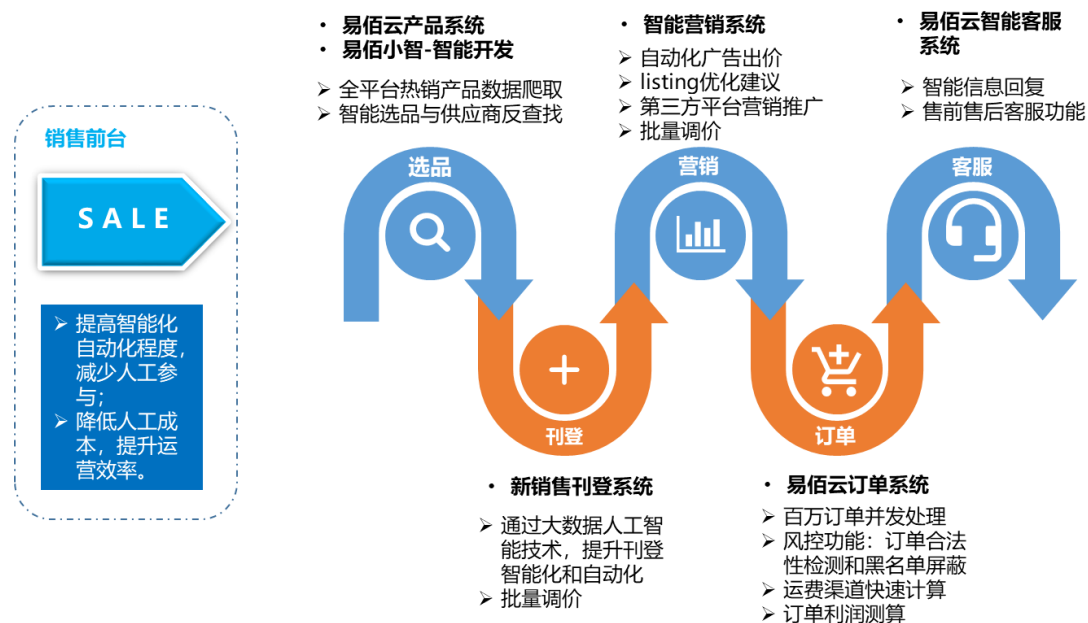 • 易佰云产品系统
• 易佰小智-智能开发
➢ 全平台热销产品数据爬取
➢ 智能选品与供应商反查找
• 智能营销系统
➢ 自动化广告出价
➢ listing优化建议
➢ 第三方平台营销推广
➢ 批量调价
• 易佰云智能客服
系统
➢ 智能信息回复
➢ 售前售后客服功能
销售前台
SALE
➢ 提高智能化
自动化程度，
减少人工参
与；
➢ 降低人工成
本，提升运
营效率。
选品
营销
客服
刊登
订单
• 新销售刊登系统
➢ 通过大数据人工智
能技术，提升刊登
智能化和自动化
➢ 批量调价
• 易佰云订单系统
➢ 百万订单并发处理
➢ 风控功能：订单合法
性检测和黑名单屏蔽
➢ 运费渠道快速计算
➢ 订单利润测算